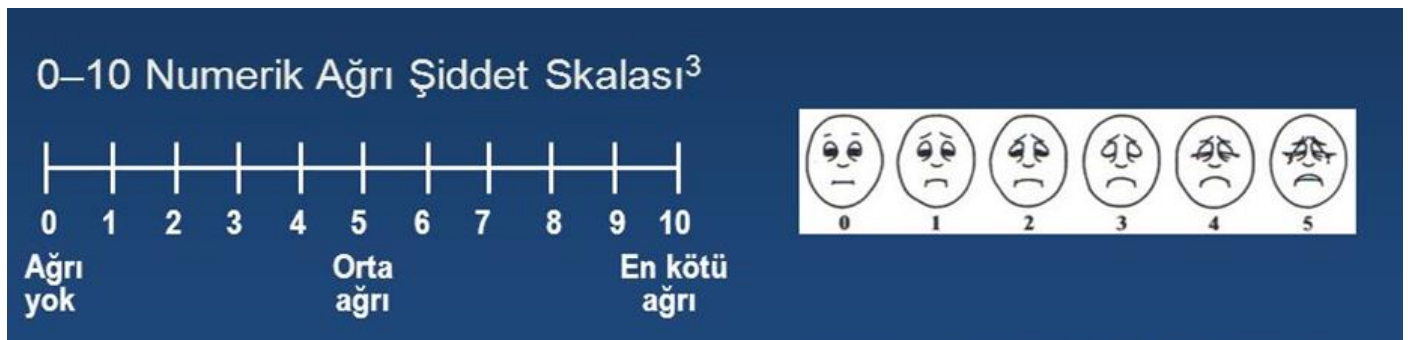 0–10 Numerik Ağrı Şiddet Skalası³
0 1 2 3 4 5 6 7 8 9 10
Ağrı yok
Orta ağrı
En kötü ağrı
0 1 2 3 4 5